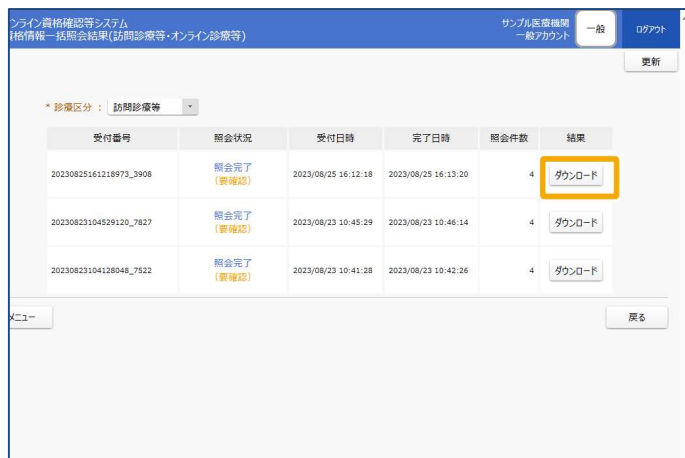 ンライン資格確認等システム
資格情報一括照会結果(訪問診療等・オンライン診療等)
サンプル医療機関
一般アカウント
一般
ログアウト
更新
* 診療区分 : 訪問診療等
受付番号 照会状況 受付日時 完了日時 照会件数 結果
20230825161218973_3908 照会完了 (要確認) 2023/08/25 16:12:18 2023/08/25 16:13:20 4 ダウンロード
20230823104529120_7827 照会完了 (要確認) 2023/08/23 10:45:29 2023/08/23 10:46:14 4 ダウンロード
20230823104128048_7522 照会完了 (要確認) 2023/08/23 10:41:28 2023/08/23 10:42:26 4 ダウンロード
メニュー
戻る